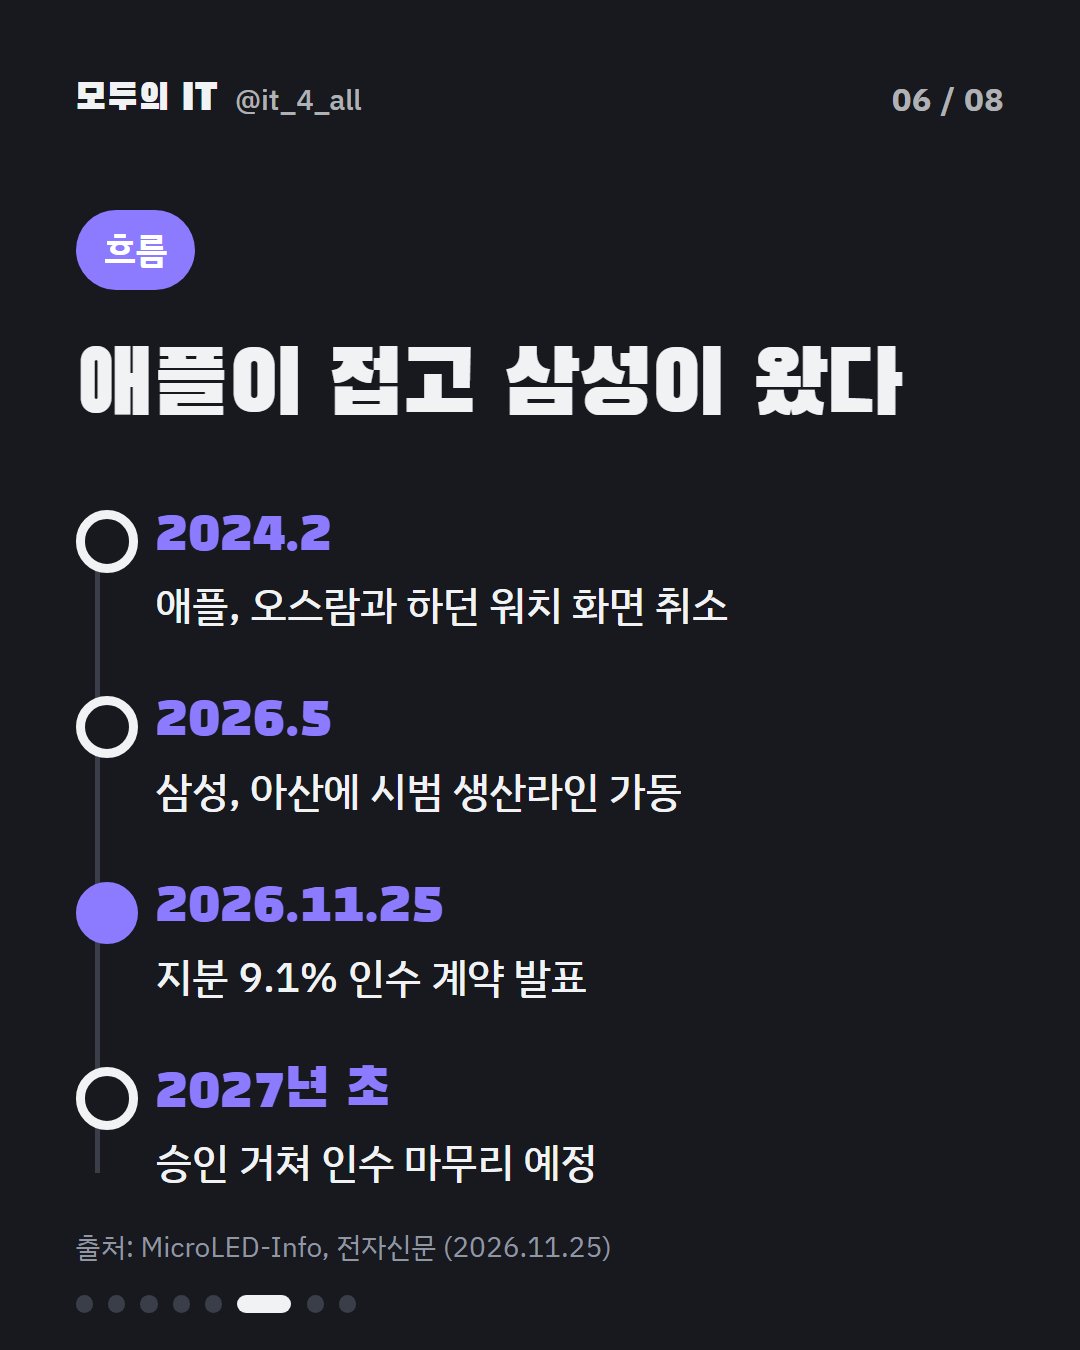 모두의 IT @it_4_all
06 / 08
흐름
애플이 접고 삼성이 왔다
2024.2
애플, 오스람과 하던 워치 화면 취소
2026.5
삼성, 아산에 시범 생산라인 가동
2026.11.25
지분 9.1% 인수 계약 발표
2027년 초
승인 거쳐 인수 마무리 예정
출처: MicroLED-Info, 전자신문 (2026.11.25)